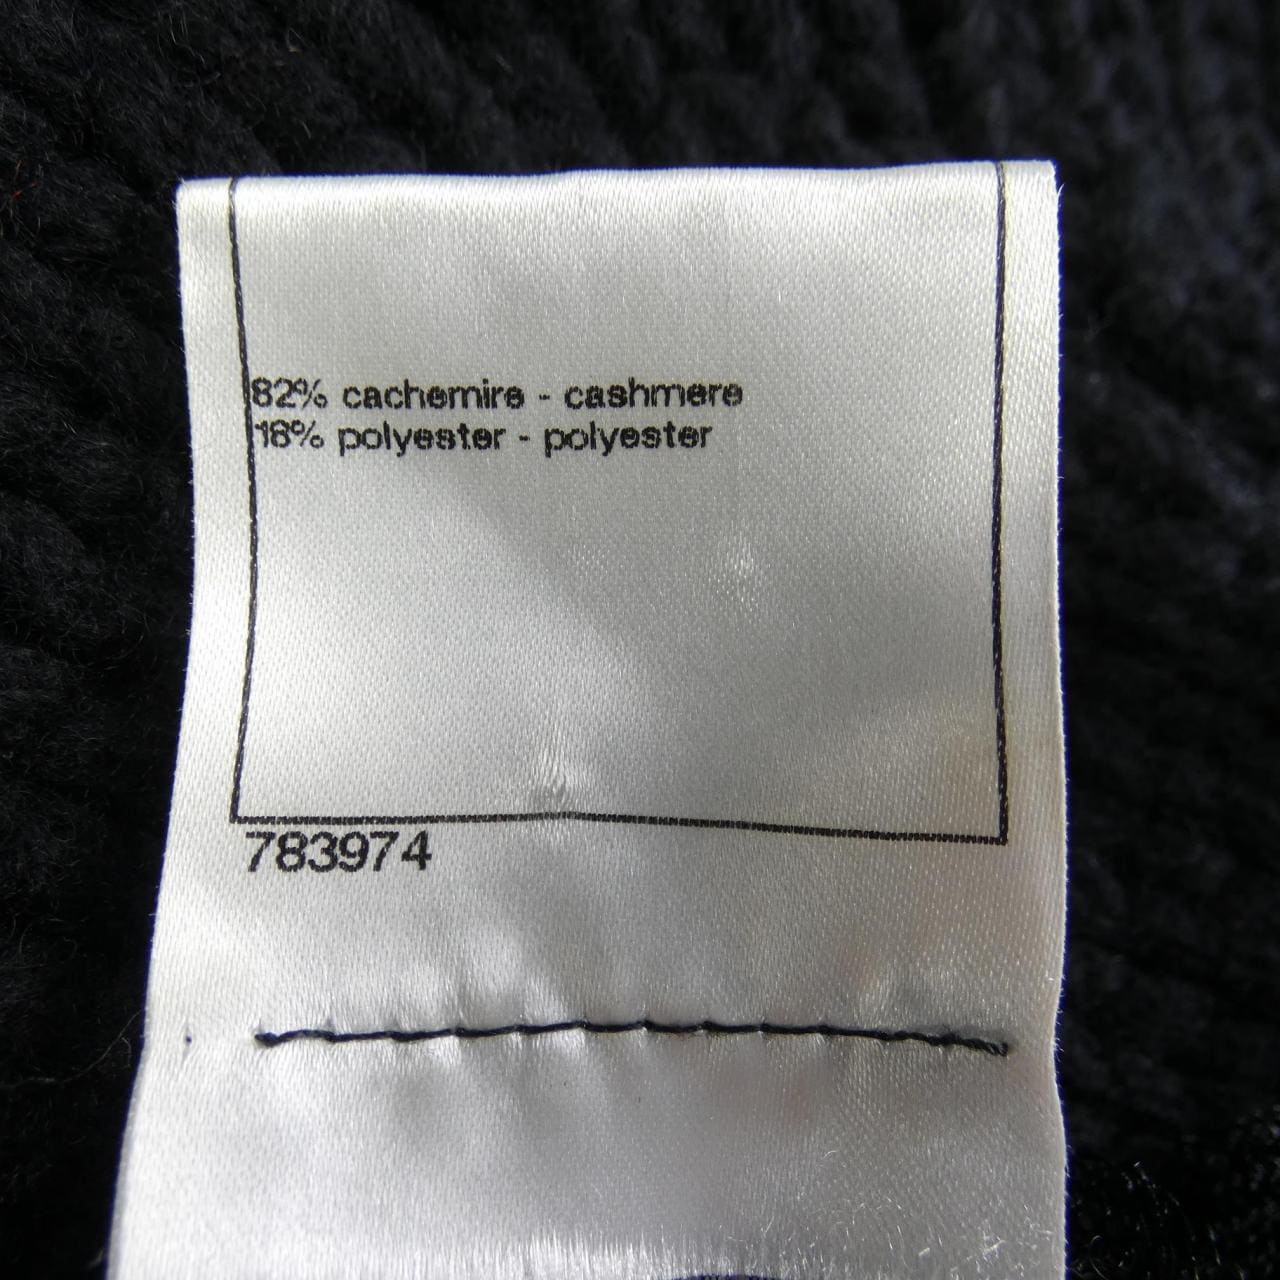 82% cachemire - cashmere
18% polyester - polyester
783974